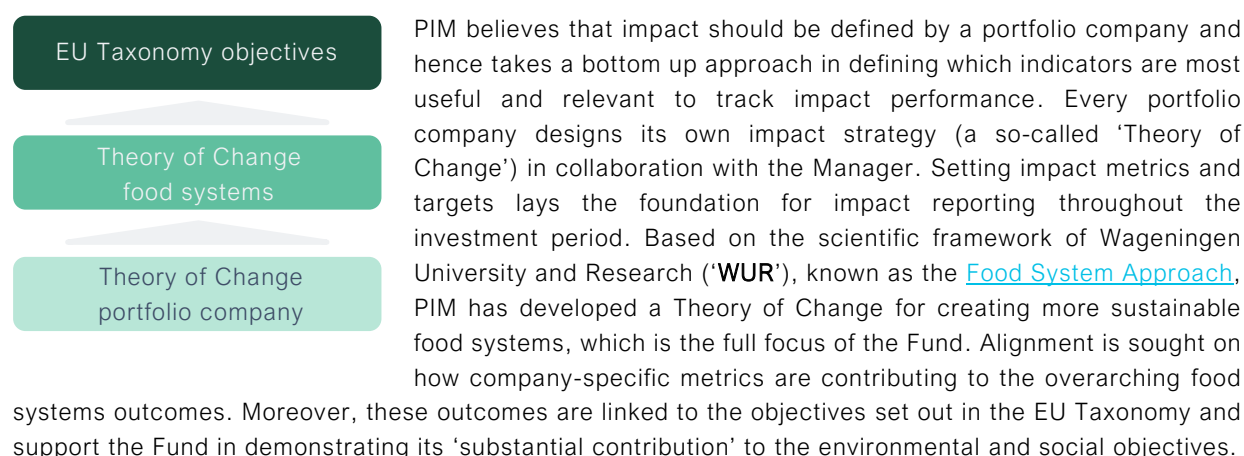 EU Taxonomy objectives
Theory of Change
food systems
Theory of Change
portfolio company
PIM believes that impact should be defined by a portfolio company and
hence takes a bottom up approach in defining which indicators are most
useful and relevant to track impact performance. Every portfolio
company designs its own impact strategy (a so-called ‘Theory of
Change’) in collaboration with the Manager. Setting impact metrics and
targets lays the foundation for impact reporting throughout the
investment period. Based on the scientific framework of Wageningen
University and Research (‘WUR’), known as the Food System Approach,
PIM has developed a Theory of Change for creating more sustainable
food systems, which is the full focus of the Fund. Alignment is sought on
how company-specific metrics are contributing to the overarching food
systems outcomes. Moreover, these outcomes are linked to the objectives set out in the EU Taxonomy and
support the Fund in demonstrating its ‘substantial contribution’ to the environmental and social objectives.